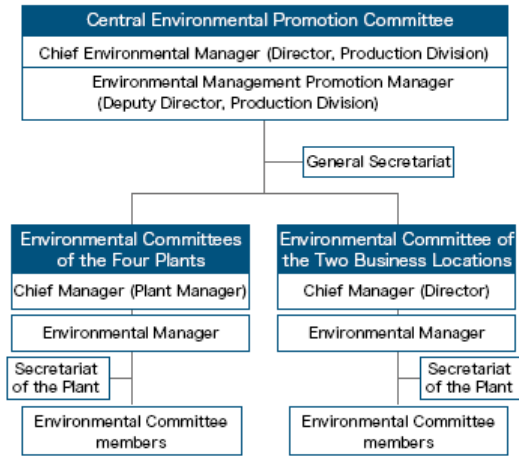 Central Environmental Promotion Committee
Chief Environmental Manager (Director, Production Division)
Environmental Management Promotion Manager
(Deputy Director, Production Division)
General Secretariat
Environmental Committees
of the Four Plants
Chief Manager (Plant Manager)
Environmental Manager
Secretariat
of the Plant
Environmental Committee
members
Environmental Committee of
the Two Business Locations
Chief Manager (Director)
Environmental Manager
Secretariat
of the Plant
Environmental Committee
members